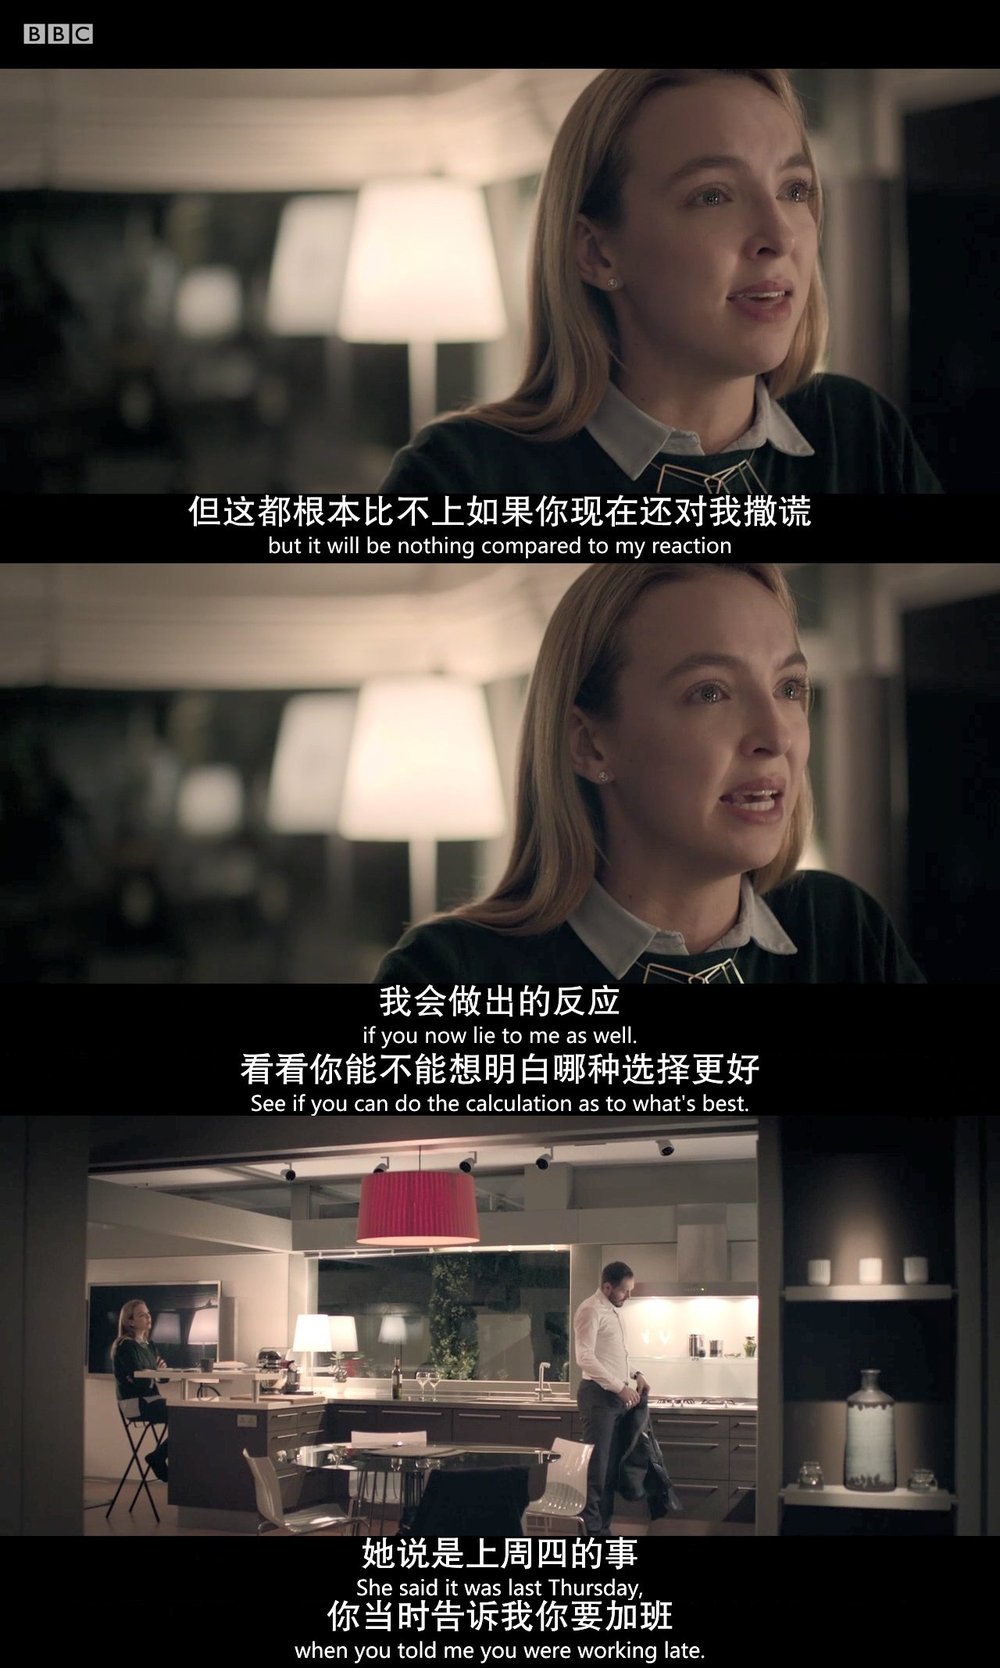 BBC
但这都根本比不上如果你现在还对我撒谎
but it will be nothing compared to my reaction
我会做出的反应
if you now lie to me as well.
看看你能不能想明白哪种选择更好
See if you can do the calculation as to what's best.
她说是上周四的事
She said it was last Thursday,
你当时告诉我你要加班
when you told me you were working late.